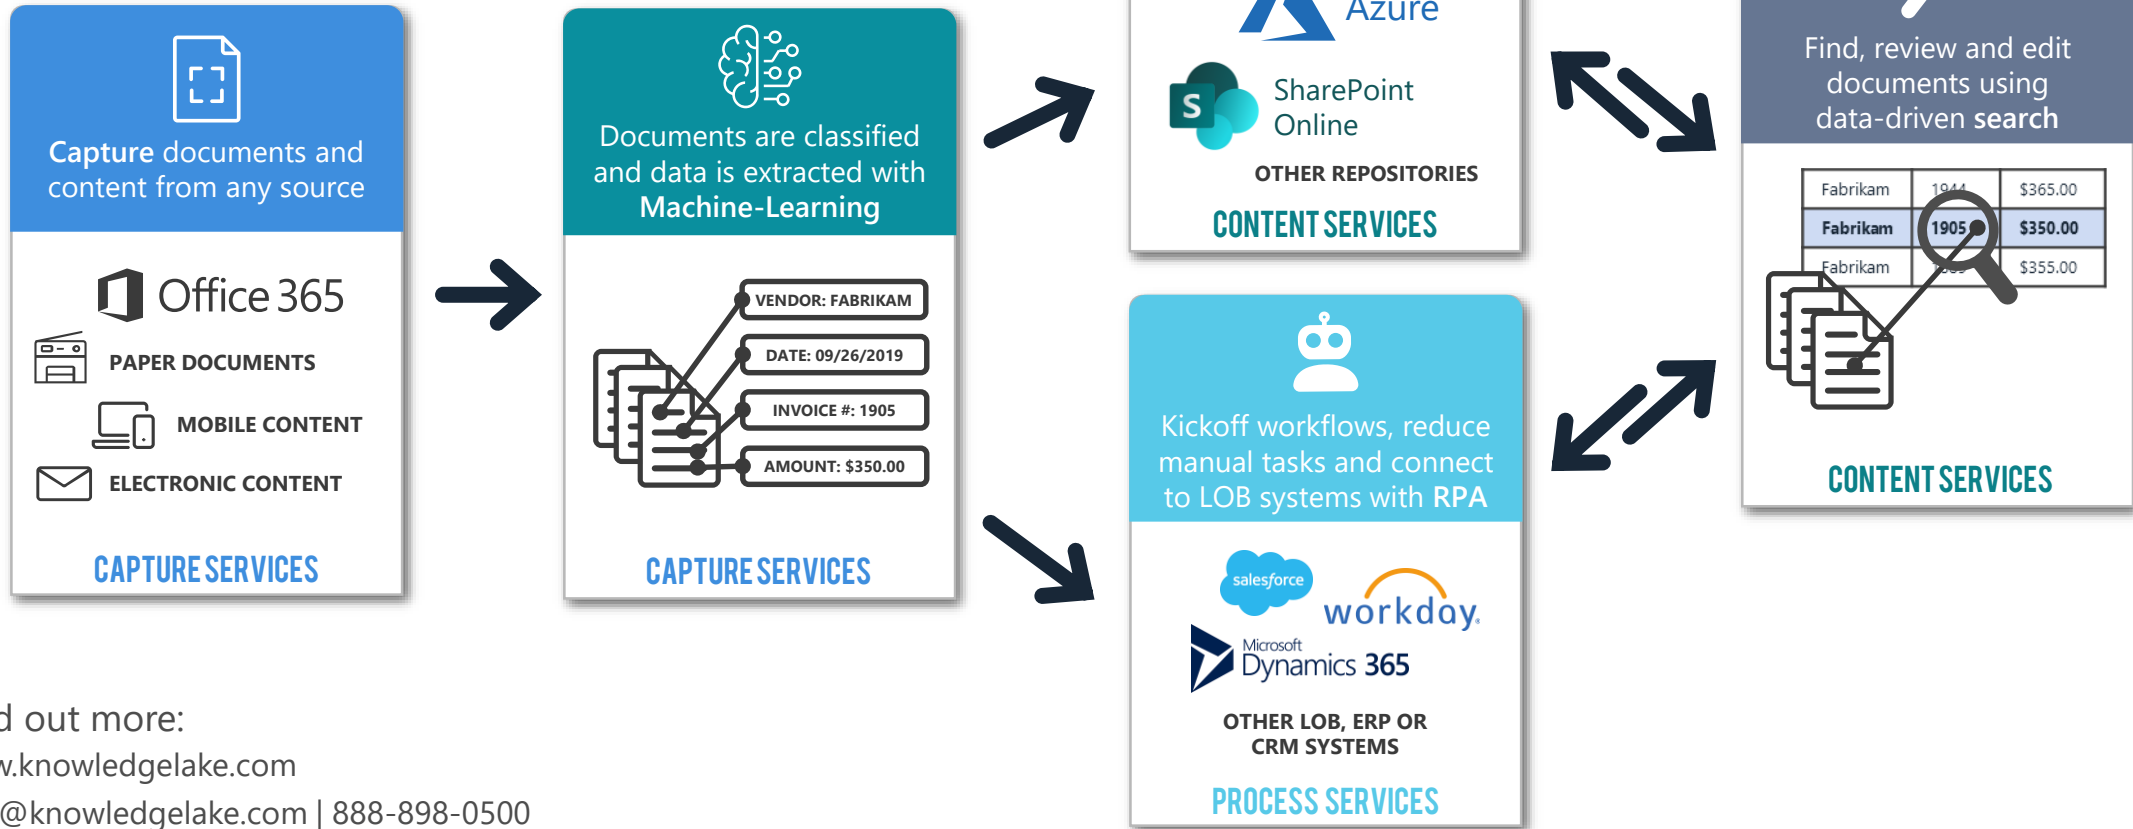 Capture documents and
content from any source
Office 365
PAPER DOCUMENTS
MOBILE CONTENT
ELECTRONIC CONTENT
CAPTURE SERVICES
Documents are classified
and data is extracted with
Machine-Learning
VENDOR: FABRIKAM
DATE: 09/26/2019
INVOICE #: 1905
AMOUNT: $350.00
CAPTURE SERVICES
Azure
S
SharePoint
Online
OTHER REPOSITORIES
CONTENT SERVICES
Kickoff workflows, reduce
manual tasks and connect
to LOB systems with RPA
salesforce
workday.
Microsoft
Dynamics 365
OTHER LOB, ERP OR
CRM SYSTEMS
PROCESS SERVICES
Find, review and edit
documents using
data-driven search
Fabrikam 1944 $365.00
Fabrikam 1905 $350.00
Fabrikam $355.00
CONTENT SERVICES
d out more:
w.knowledgelake.com
@knowledgelake.com | 888-898-0500